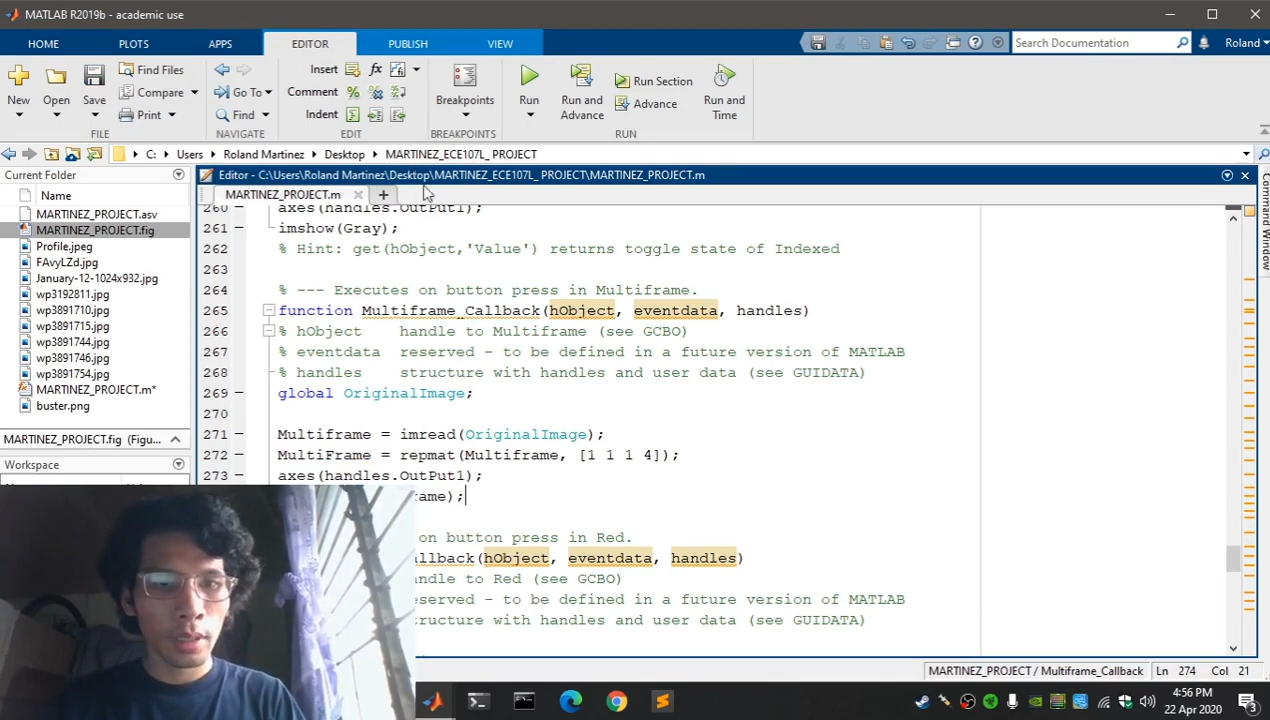 MATLAB R2019b - academic use
HOME PLOTS APPS EDITOR PUBLISH VIEW
Search Documentation
Roland
New
Open
Save
Find Files
Compare
Print
FILE
Go To
Find
NAVIGATE
Insert
Comment
Indent
fx
EDIT
Breakpoints
BREAKPOINTS
Run
Run and Advance
Run Section
Advance
Run and Time
RUN
C: Users Roland Martinez Desktop MARTINEZ_ECE107L_ PROJECT
Current Folder
Name
MARTINEZ_PROJECT.asv
MARTINEZ_PROJECT.fig
Profile.jpeg
FAvyLZd.jpg
January-12-1024x932.jpg
wp3192811.jpg
wp3891710.jpg
wp3891715.jpg
wp3891744.jpg
wp3891746.jpg
wp3891754.jpg
MARTINEZ_PROJECT.m*
buster.png
MARTINEZ_PROJECT.fig (Figu...
Workspace
Editor - C:\Users\Roland Martinez\Desktop\MARTINEZ_ECE107L_ PROJECT\MARTINEZ_PROJECT.m
MARTINEZ_PROJECT.m
Command Window
260 axes(handles.OutPut1);
261 imshow(Gray);
262 % Hint: get(hObject,'Value') returns toggle state of Indexed
263
264 % --- Executes on button press in Multiframe.
265 function Multiframe_Callback(hObject, eventdata, handles)
266 % hObject handle to Multiframe (see GCBO)
267 % eventdata reserved - to be defined in a future version of MATLAB
268 % handles structure with handles and user data (see GUIDATA)
269 global OriginalImage;
270
271 Multiframe = imread(OriginalImage);
272 MultiFrame = repmat(Multiframe, [1 1 1 4]);
273 axes(handles.OutPut1);
rame);
on button press in Red.
allback(hObject, eventdata, handles)
ndle to Red (see GCBO)
served - to be defined in a future version of MATLAB
ructure with handles and user data (see GUIDATA)
MARTINEZ_PROJECT / Multiframe_Callback Ln 274 Col 21
4:56 PM
22 Apr 2020
3